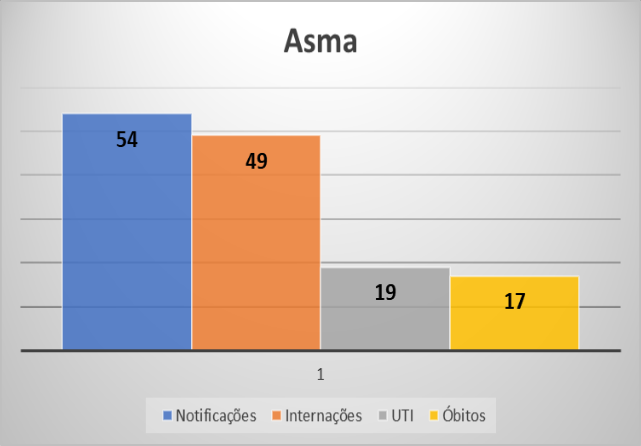 Asma
54
49
19
17
1
Notificações Internações UTI Óbitos